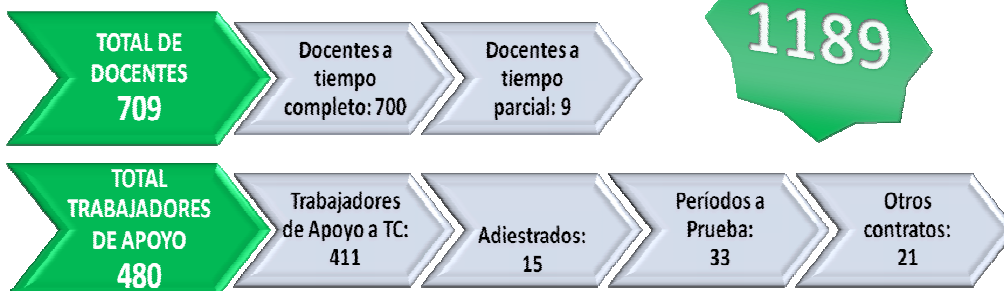 TOTAL DE
DOCENTES
709
Docentes a
tiempo
completo: 700
Docentes a
tiempo
parcial: 9
1189
TOTAL
TRABAJADORES
DE APOYO
480
Trabajadores
de Apoyo a TC:
411
Adiestrados:
15
Períodos a
Prueba:
33
Otros
contratos:
21